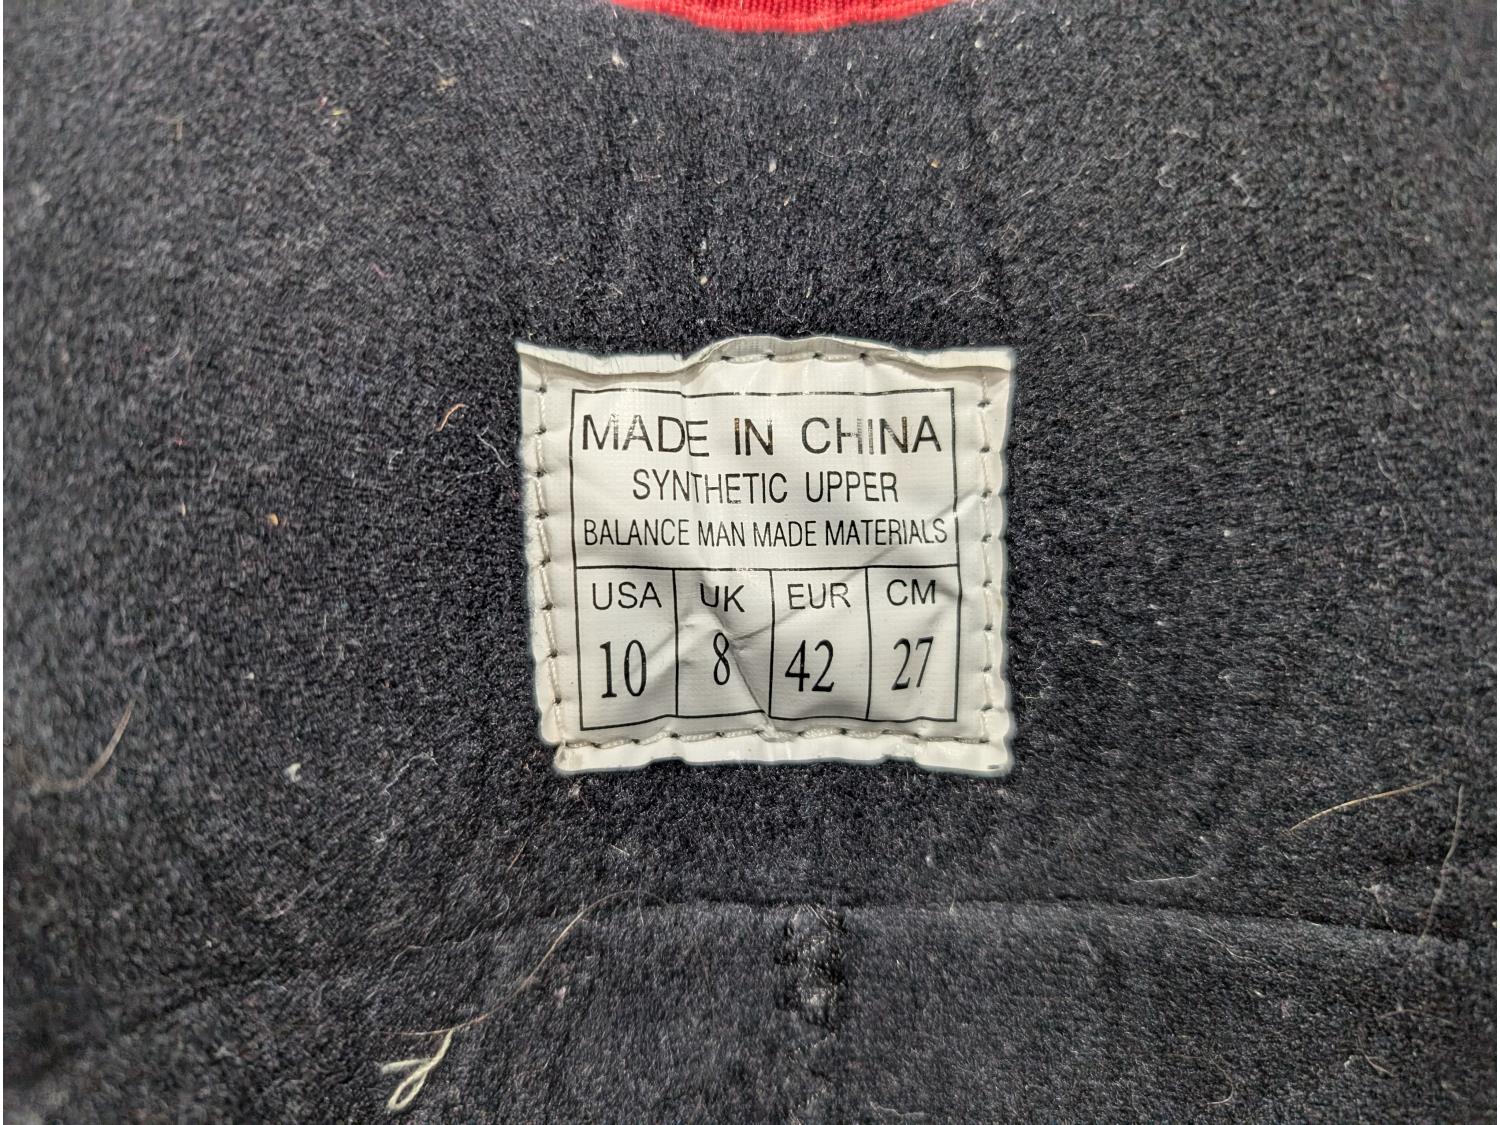 MADE IN CHINA
SYNTHETIC UPPER
BALANCE MAN MADE MATERIALS
USA UK EUR CM
10 8 42 27